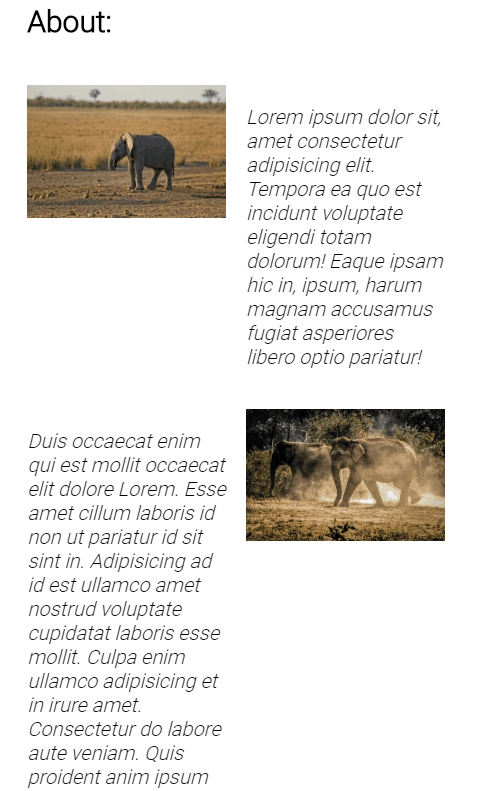 About:
Lorem ipsum dolor sit,
amet consectetur
adipisicing elit.
Tempora ea quo est
incidunt voluptate
eligendi totam
dolorum! Eaque ipsam
hic in, ipsum, harum
magnam accusamus
fugiat asperiores
libero optio pariatur!
Duis occaecat enim
qui est mollit occaecat
elit dolore Lorem. Esse
amet cillum laboris id
non ut pariatur id sit
sint in. Adipisicing ad
id est ullamco amet
nostrud voluptate
cupidatat laboris esse
mollit. Culpa enim
ullamco adipisicing et
in irure amet.
Consectetur do labore
aute veniam. Quis
proident anim ipsum